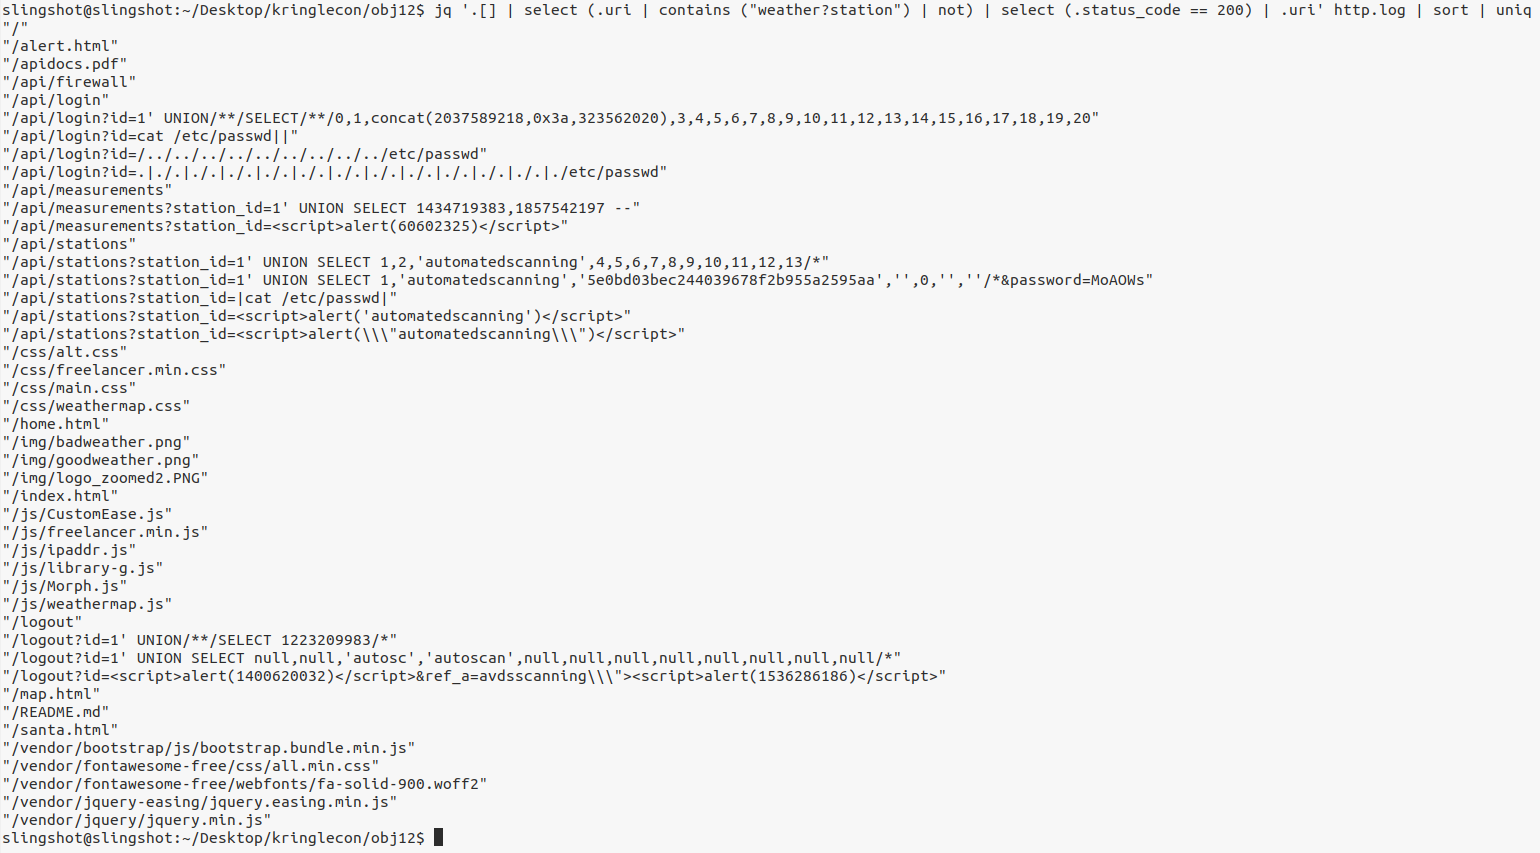 slingshot@slingshot:~/Desktop/kringlecon/obj12$ jq '.[] | select (.uri | contains ("weather?station") | not) | select (.status_code == 200) | .uri' http.log | sort | uniq
"/"
"/alert.html"
"/apidocs.pdf"
"/api/firewall"
"/api/login"
"/api/login?id=1' UNION/**/SELECT/**/0,1,concat(2037589218,0x3a,323562020),3,4,5,6,7,8,9,10,11,12,13,14,15,16,17,18,19,20"
"/api/login?id=cat /etc/passwd||"
"/api/login?id=/../../../../../../../../../etc/passwd"
"/api/login?id=.|./.|./.|./.|./.|./.|./.|./.|./.|./.|./.|./.|./etc/passwd"
"/api/measurements"
"/api/measurements?station_id=1' UNION SELECT 1434719383,1857542197 --"
"/api/measurements?station_id=<script>alert(60602325)</script>"
"/api/stations"
"/api/stations?station_id=1' UNION SELECT 1,2,'automatedscanning',4,5,6,7,8,9,10,11,12,13/*"
"/api/stations?station_id=1' UNION SELECT 1,'automatedscanning','5e0bd03bec244039678f2b955a2595aa','',0,'',''/*&password=MoAOWs"
"/api/stations?station_id=|cat /etc/passwd|"
"/api/stations?station_id=<script>alert('automatedscanning')</script>"
"/api/stations?station_id=<script>alert(\\\"automatedscanning\\\")</script>"
"/css/alt.css"
"/css/freelancer.min.css"
"/css/main.css"
"/css/weathermap.css"
"/home.html"
"/img/badweather.png"
"/img/goodweather.png"
"/img/logo_zoomed2.PNG"
"/index.html"
"/js/CustomEase.js"
"/js/freelancer.min.js"
"/js/ipaddr.js"
"/js/library-g.js"
"/js/Morph.js"
"/js/weathermap.js"
"/logout"
"/logout?id=1' UNION/**/SELECT 1223209983/*"
"/logout?id=1' UNION SELECT null,null,'autosc','autoscan',null,null,null,null,null,null,null,null/*"
"/logout?id=<script>alert(1400620032)</script>&ref_a=avdsscanning\\\"><script>alert(1536286186)</script>"
"/map.html"
"/README.md"
"/santa.html"
"/vendor/bootstrap/js/bootstrap.bundle.min.js"
"/vendor/fontawesome-free/css/all.min.css"
"/vendor/fontawesome-free/webfonts/fa-solid-900.woff2"
"/vendor/jquery-easing/jquery.easing.min.js"
"/vendor/jquery/jquery.min.js"
slingshot@slingshot:~/Desktop/kringlecon/obj12$